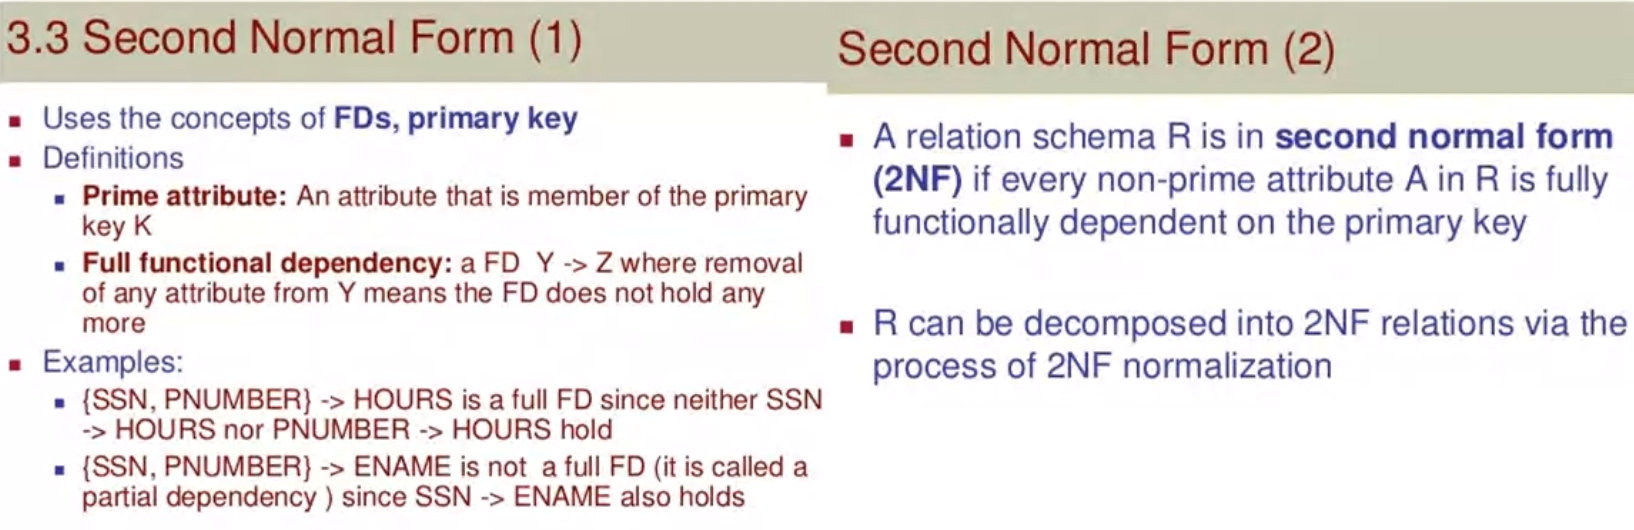 3.3 Second Normal Form (1)
Uses the concepts of FDs, primary key
Definitions
Prime attribute: An attribute that is member of the primary
key K
Full functional dependency: a FD Y -> Z where removal
of any attribute from Y means the FD does not hold any
more
Examples:
{SSN, PNUMBER} -> HOURS is a full FD since neither SSN
-> HOURS nor PNUMBER -> HOURS hold
{SSN, PNUMBER} -> ENAME is not a full FD (it is called a
partial dependency ) since SSN -> ENAME also holds
Second Normal Form (2)
A relation schema R is in second normal form
(2NF) if every non-prime attribute A in R is fully
functionally dependent on the primary key
R can be decomposed into 2NF relations via the
process of 2NF normalization